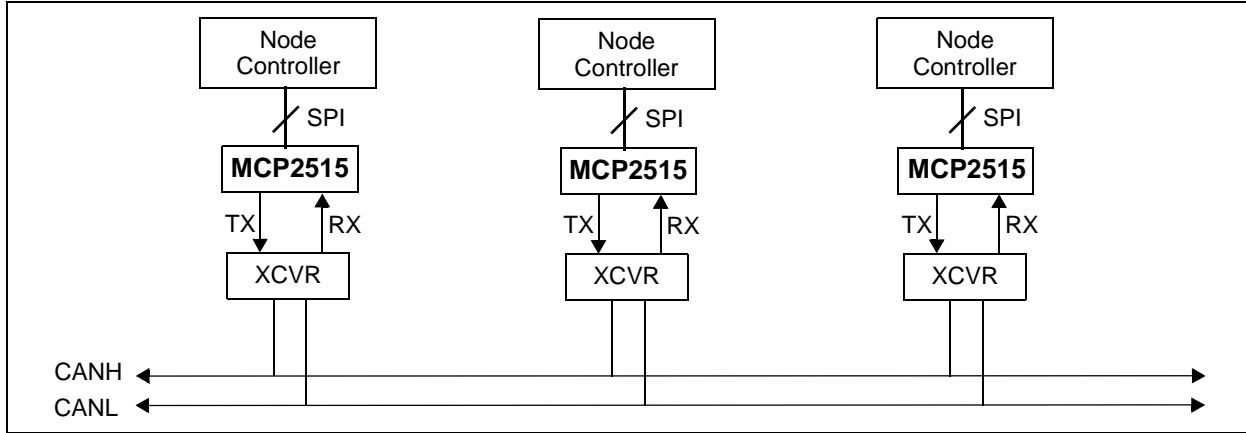 Node Controller
Node Controller
Node Controller
SPI
SPI
SPI
MCP2515
MCP2515
MCP2515
TX RX
TX RX
TX RX
XCVR
XCVR
XCVR
CANH
CANL